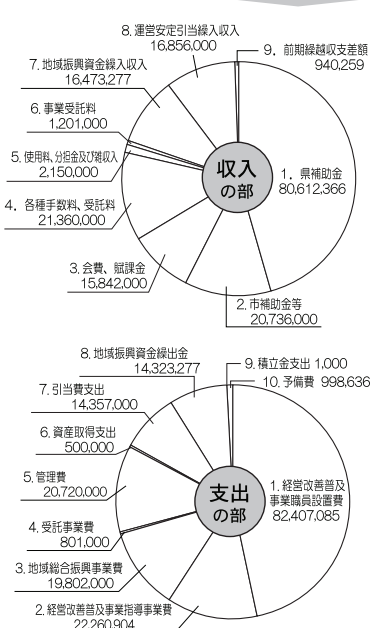 8. 運営安定引当繰入収入
16,856,000
9. 前期繰越収支差額
940,259
7. 地域振興資金繰入収入
16,473,277
6. 事業受託料
1,201,000
5. 使用料、分担金及び雑収入
2,150,000
4. 各種手数料、受託料
21,360,000
3. 会費、賦課金
15,842,000
2. 市補助金等
20,736,000
1. 県補助金
80,612,366
収入
の部
8. 地域振興資金繰出金
14,323,277
9. 積立金支出 1,000
10. 予備費 998,636
7. 引当費支出
14,357,000
6. 資産取得支出
500,000
5. 管理費
20,720,000
4. 受託事業費
801,000
3. 地域総合振興事業費
19,802,000
2. 経営改善普及事業指導事業費
22,260,904
1. 経営改善普及
事業職員設置費
82,407,085
支出
の部